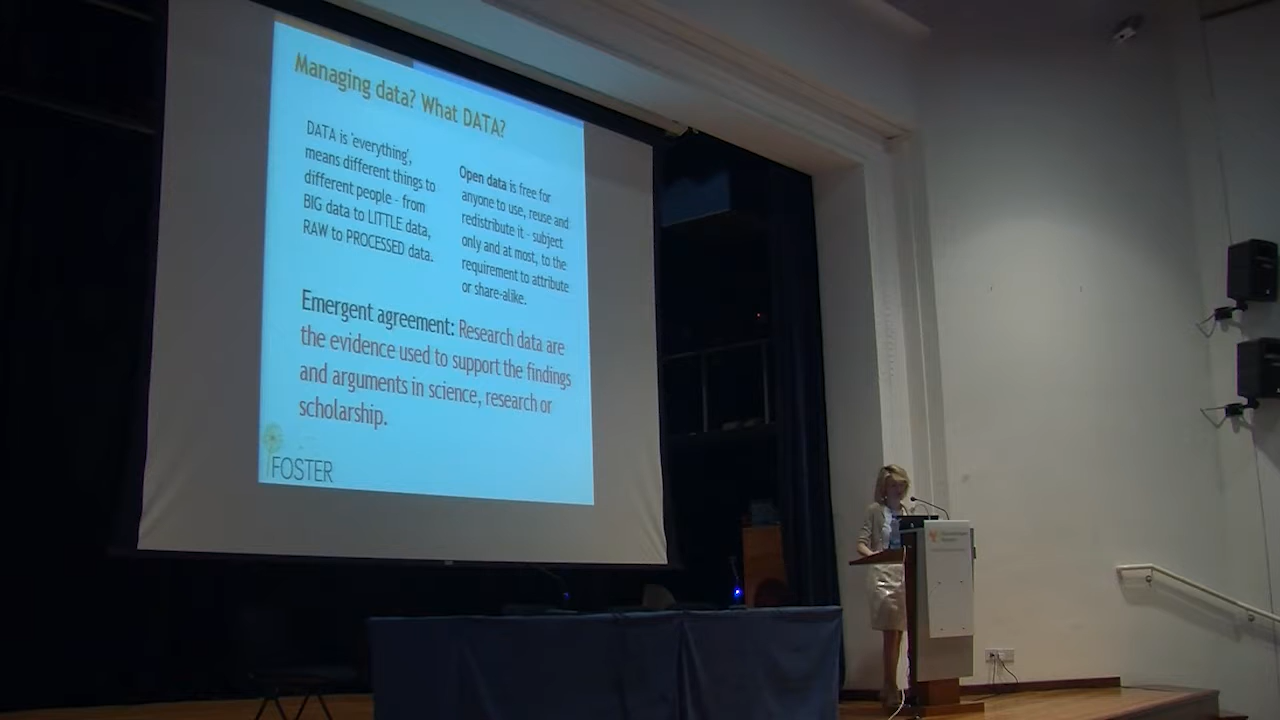 Managing data? What DATA?
DATA is 'everything',
means different things to
different people - from
BIG data to LITTLE data,
RAW to PROCESSED data.
Open data is free for
anyone to use, reuse and
redistribute it - subject
only and at most, to the
requirement to attribute
or share-alike.
Emergent agreement: Research data are
the evidence used to support the findings
and arguments in science, research or
scholarship.
FOSTER